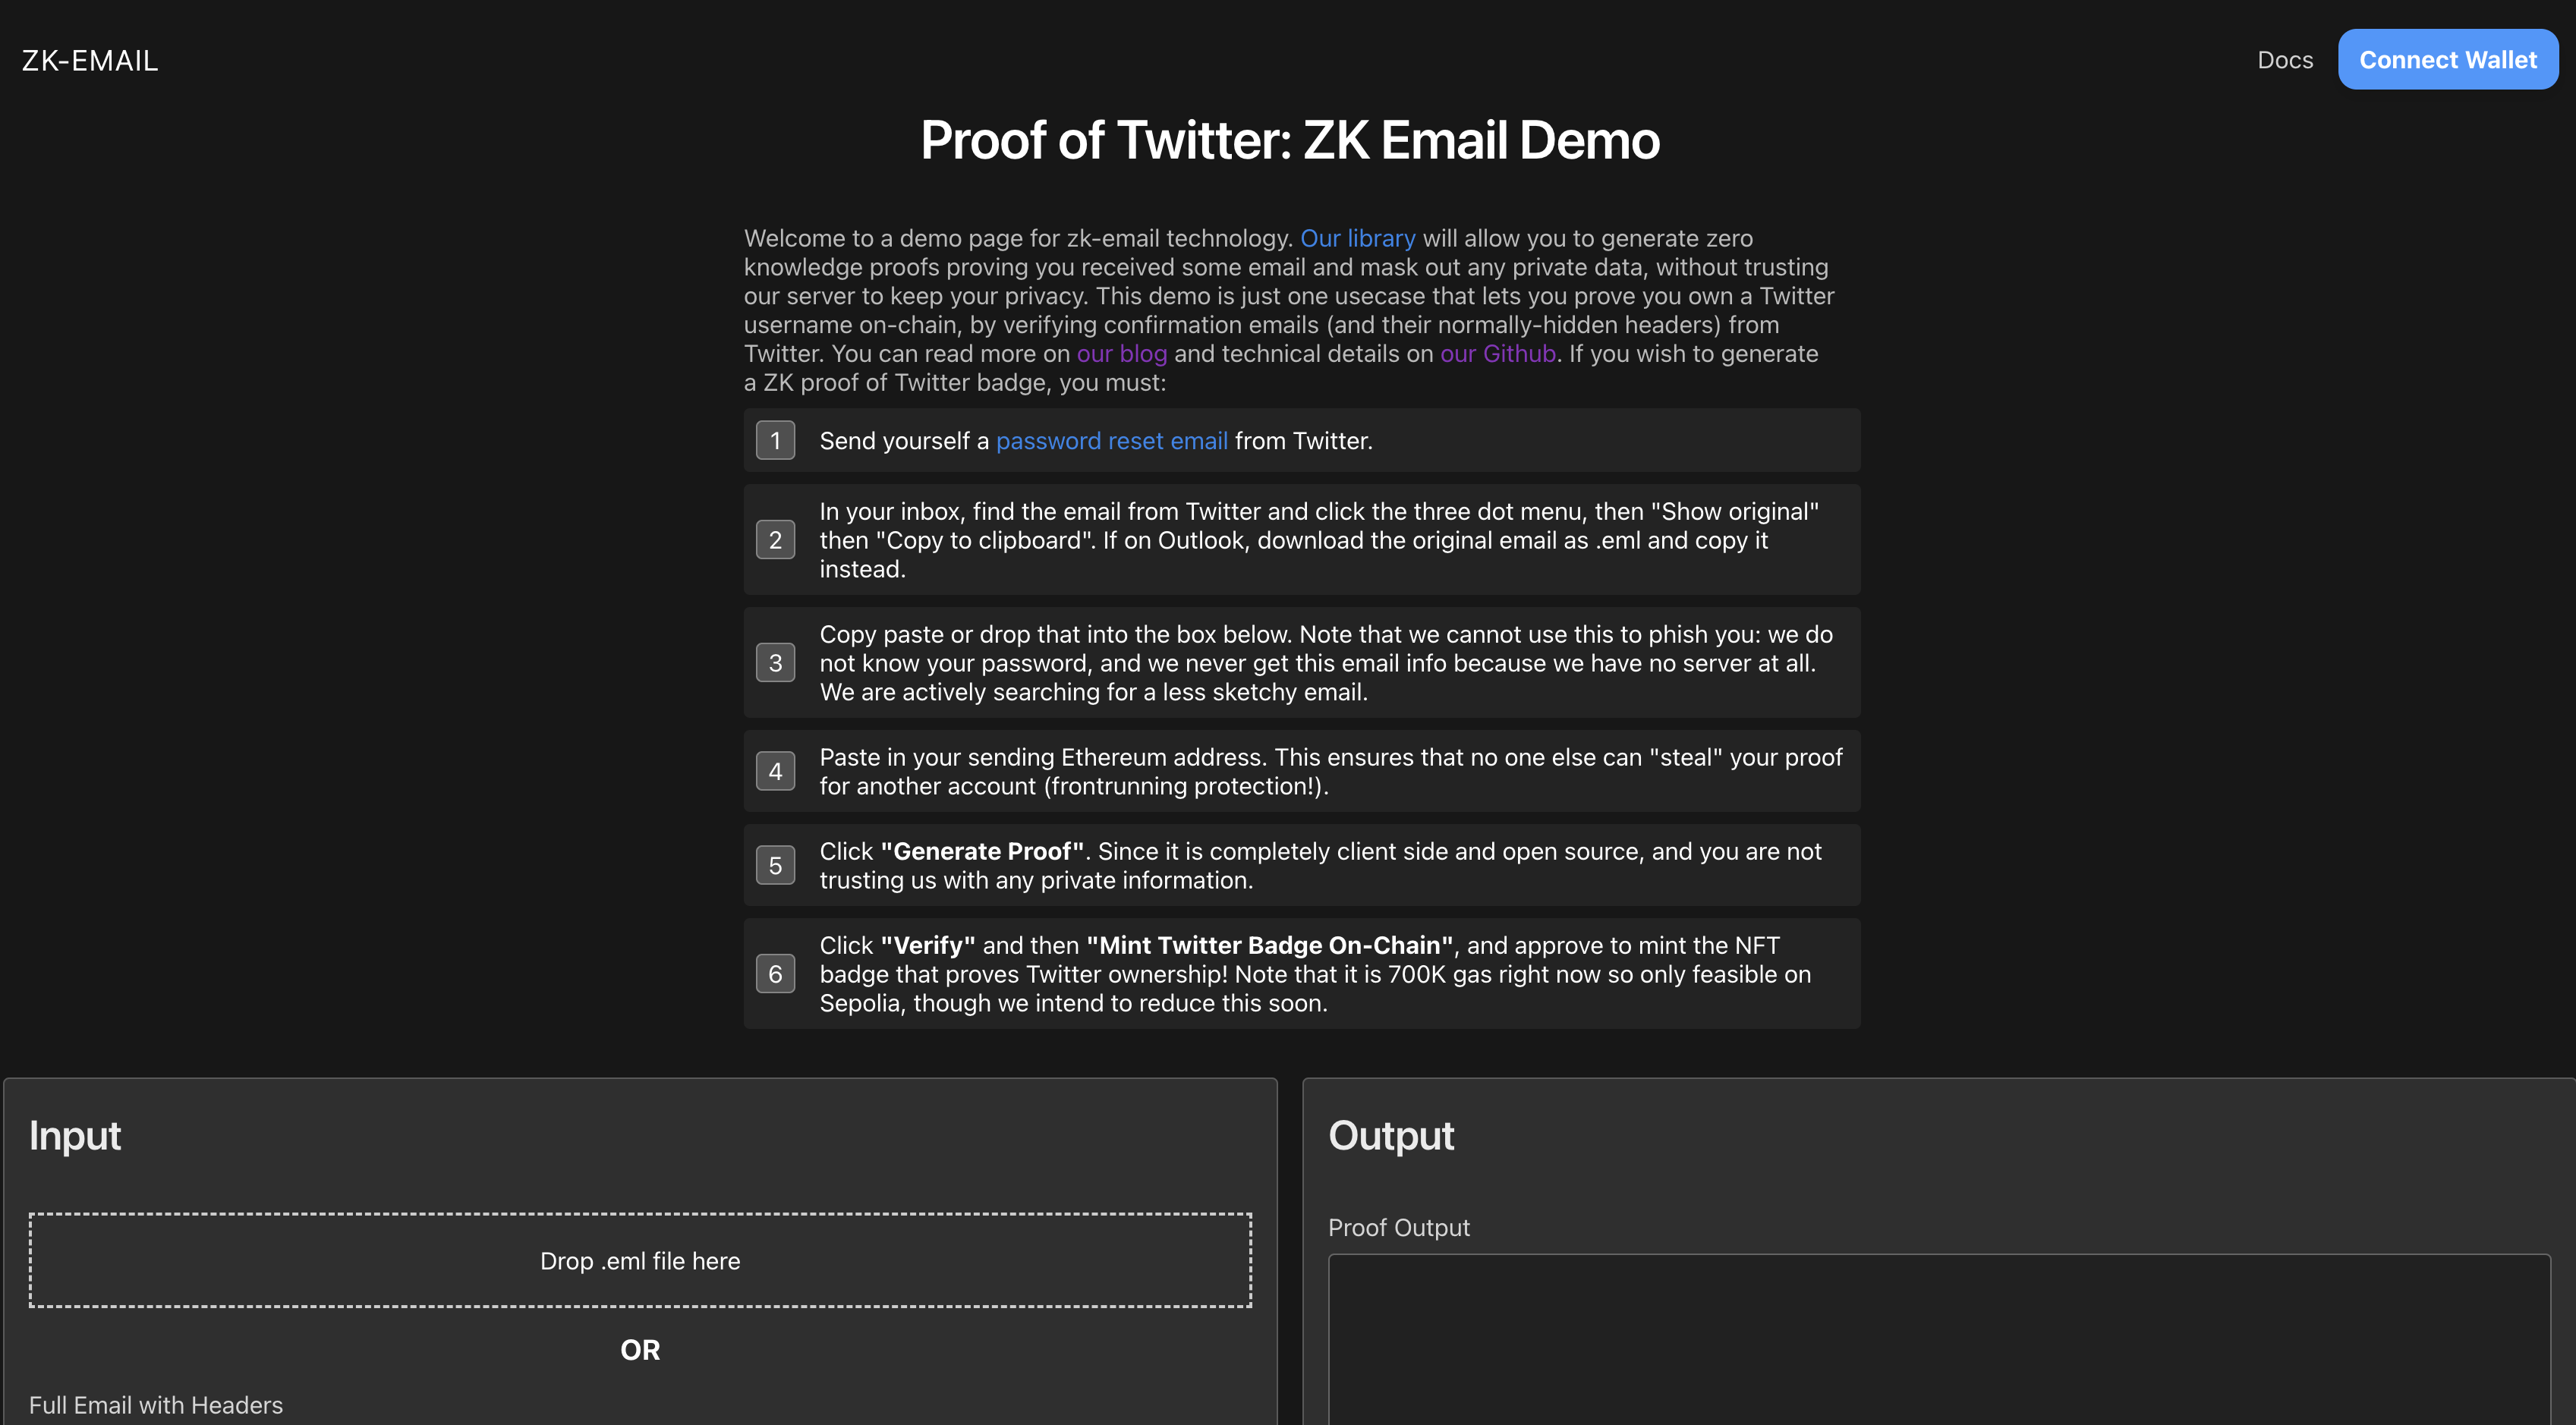 ZK-EMAIL
Docs
Connect Wallet
Proof of Twitter: ZK Email Demo
Welcome to a demo page for zk-email technology. Our library will allow you to generate zero
knowledge proofs proving you received some email and mask out any private data, without trusting
our server to keep your privacy. This demo is just one usecase that lets you prove you own a Twitter
username on-chain, by verifying confirmation emails (and their normally-hidden headers) from
Twitter. You can read more on our blog and technical details on our Github. If you wish to generate
a ZK proof of Twitter badge, you must:
1
Send yourself a password reset email from Twitter.
2
In your inbox, find the email from Twitter and click the three dot menu, then "Show original"
then "Copy to clipboard". If on Outlook, download the original email as .eml and copy it
instead.
3
Copy paste or drop that into the box below. Note that we cannot use this to phish you: we do
not know your password, and we never get this email info because we have no server at all.
We are actively searching for a less sketchy email.
4
Paste in your sending Ethereum address. This ensures that no one else can "steal" your proof
for another account (frontrunning protection!).
5
Click "Generate Proof". Since it is completely client side and open source, and you are not
trusting us with any private information.
6
Click "Verify" and then "Mint Twitter Badge On-Chain", and approve to mint the NFT
badge that proves Twitter ownership! Note that it is 700K gas right now so only feasible on
Sepolia, though we intend to reduce this soon.
Input
Drop .eml file here
OR
Full Email with Headers
Output
Proof Output